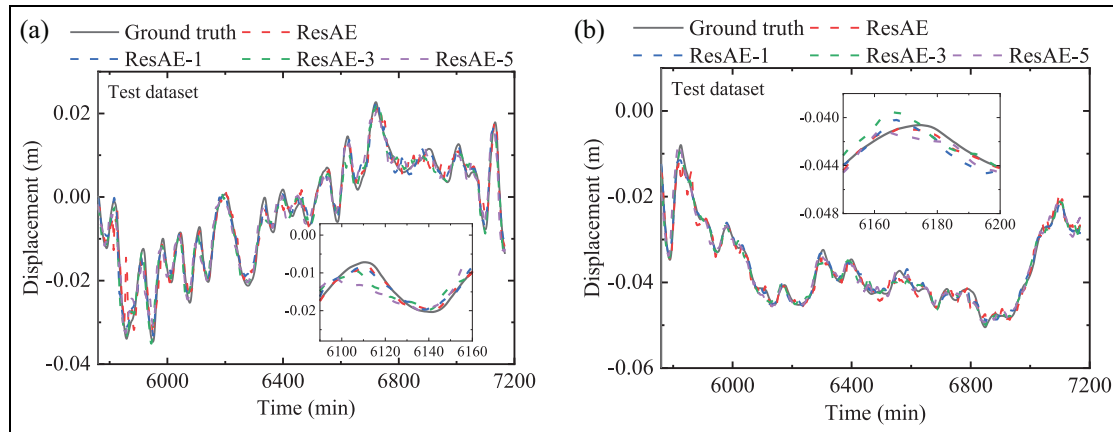 (a)
Ground truth ResAE
ResAE-1 ResAE-3 ResAE-5
Test dataset
0.02
0.00
-0.02
-0.04
Displacement (m)
0.00
-0.01
-0.02
6100 6120 6140 6160
6000 6400 6800 7200
Time (min)
(b)
Ground truth ResAE
ResAE-1 ResAE-3 ResAE-5
Test dataset
0.00
-0.02
-0.04
-0.06
Displacement (m)
-0.040
-0.044
-0.048
6160 6180 6200
6000 6400 6800 7200
Time (min)